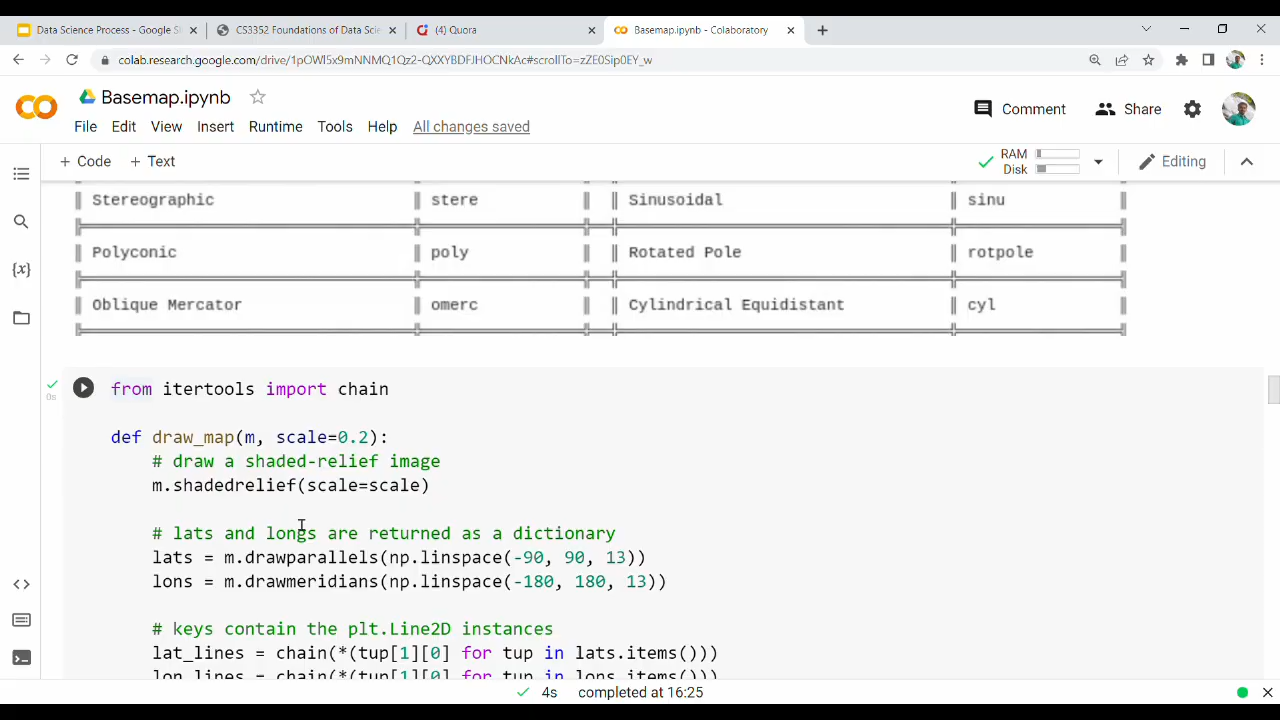 Data Science Process - Google Sl
CS3352 Foundations of Data Scie
(4) Quora
Basemap.ipynb - Colaboratory
colab.research.google.com/drive/1pOWl5x9mNNMQ1Qz2-QXXYBDFJHOCNkAc#scrollTo=zZE0Sip0EY_w
Basemap.ipynb
Comment
Share
File Edit View Insert Runtime Tools Help All changes saved
+ Code + Text
RAM
Disk
Editing
Stereographic stere Sinusoidal sinu
Polyconic poly Rotated Pole rotpole
Oblique Mercator omerc Cylindrical Equidistant cyl
0s
from itertools import chain
def draw_map(m, scale=0.2):
# draw a shaded-relief image
m.shadedrelief(scale=scale)
# lats and longs are returned as a dictionary
lats = m.drawparallels(np.linspace(-90, 90, 13))
lons = m.drawmeridians(np.linspace(-180, 180, 13))
# keys contain the plt.Line2D instances
lat_lines = chain(*(tup[1][0] for tup in lats.items()))
lon_lines = chain(*(tup[1][0] for tup in lons.items()))
4s completed at 16:25